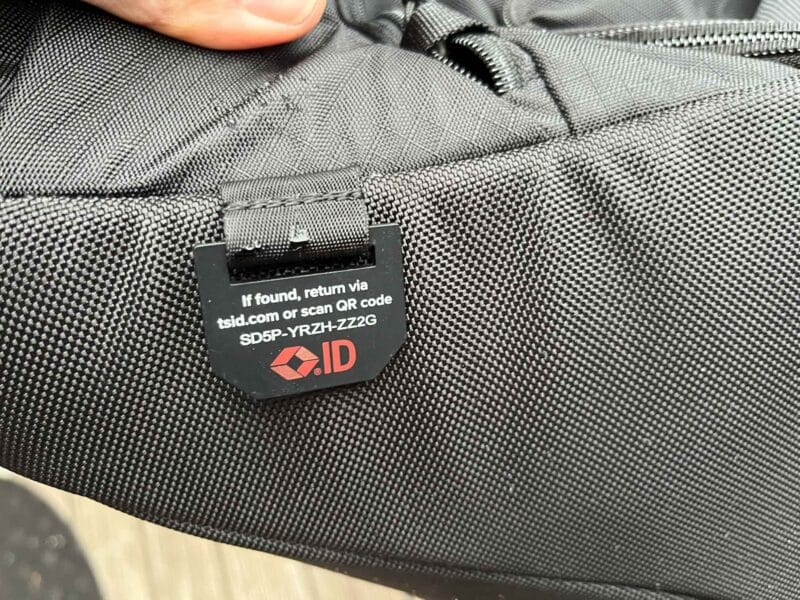 If found, return via
tsid.com or scan QR code
SD5P-YRZH-ZZ2G
®ID